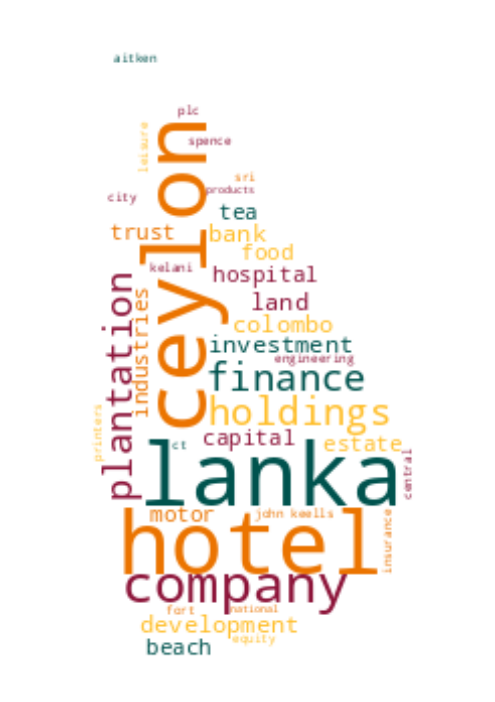 aitken
plc
leisure
spence
ceylon
sri
products
city
tea
trust
bank
food
kelani
hospital
plantation
industries
land
colombo
investment
engineering
finance
holdings
printers
capital
estate
ct
lanka
central
motor
john keells
hotel
insurance
company
fort
national
development
equity
beach